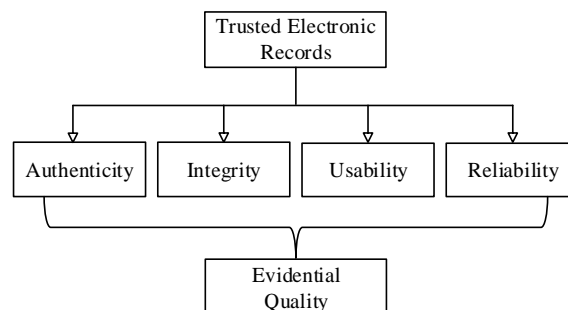 Trusted Electronic
Records
Authenticity
Integrity
Usability
Reliability
Evidential
Quality